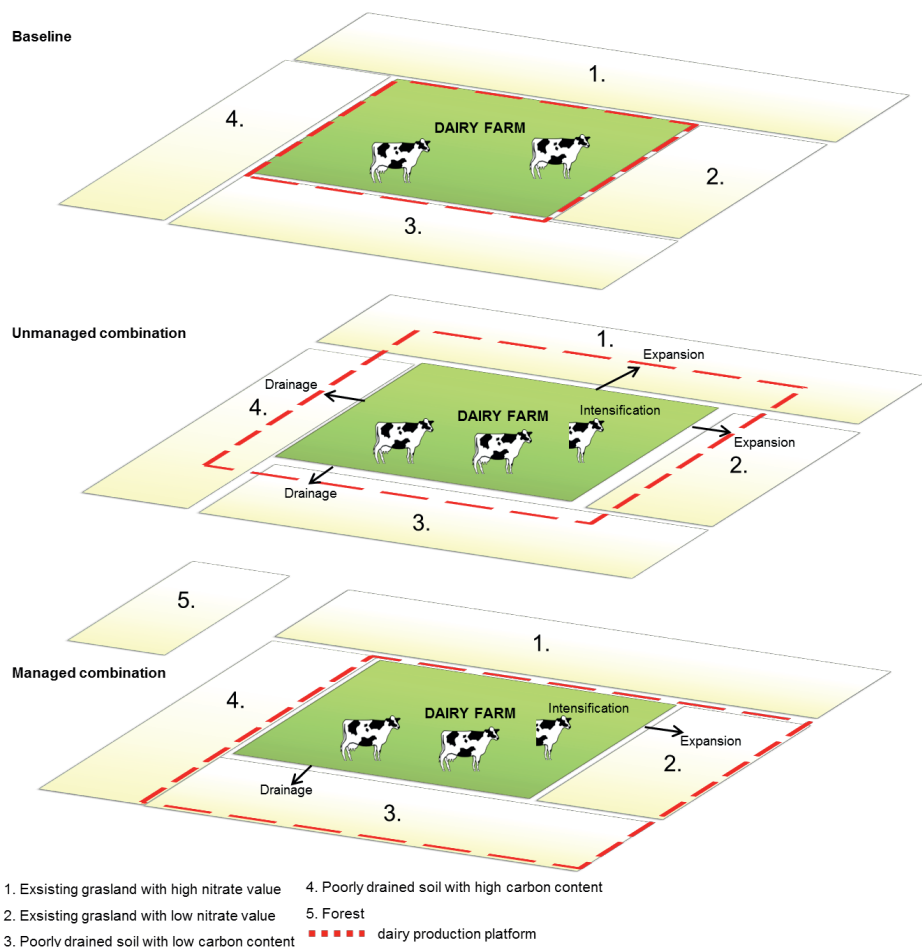 Baseline
1.
4.
DAIRY FARM
2.
3.
Unmanaged combination
1.
Expansion
Drainage
4.
Intensification
DAIRY FARM
Expansion
2.
Drainage
3.
5.
1.
Managed combination
4.
Intensification
DAIRY FARM
Expansion
2.
Drainage
3.
1. Exsisting grasland with high nitrate value
2. Exsisting grasland with low nitrate value
3. Poorly drained soil with low carbon content
4. Poorly drained soil with high carbon content
5. Forest
dairy production platform